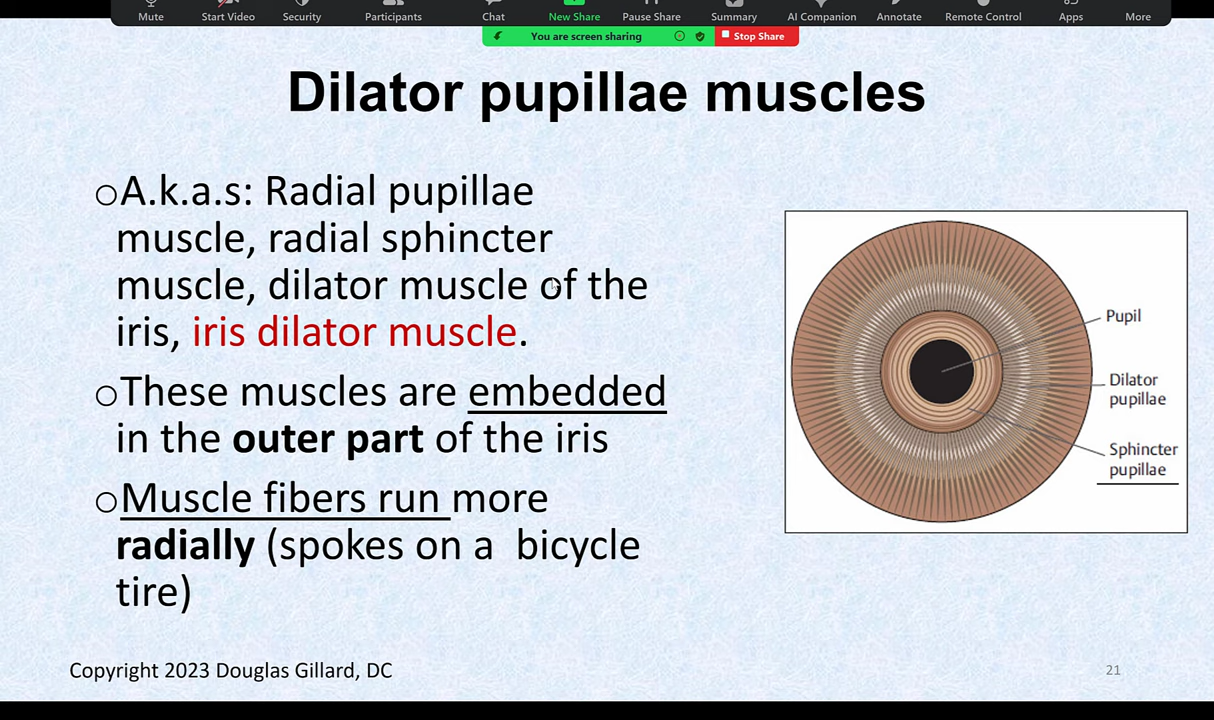 Mute Start Video Security Participants Chat New Share Pause Share Summary AI Companion Annotate Remote Control Apps More
You are screen sharing Stop Share
Dilator pupillae muscles
oA.k.a.s: Radial pupillae
muscle, radial sphincter
muscle, dilator muscle of the
iris, iris dilator muscle.
oThese muscles are embedded
in the outer part of the iris
oMuscle fibers run more
radially (spokes on a bicycle
tire)
Pupil
Dilator
pupillae
Sphincter
pupillae
Copyright 2023 Douglas Gillard, DC
21